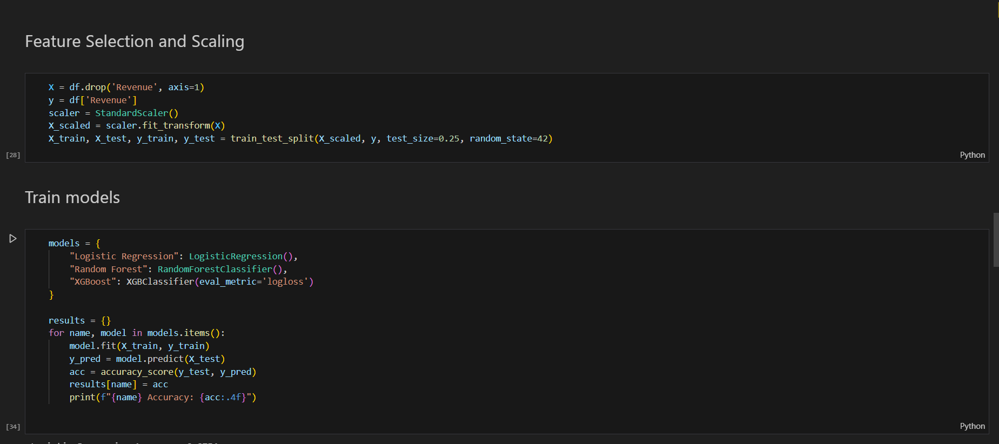 Feature Selection and Scaling
X = df.drop('Revenue', axis=1)
y = df['Revenue']
scaler = StandardScaler()
X_scaled = scaler.fit_transform(X)
X_train, X_test, y_train, y_test = train_test_split(X_scaled, y, test_size=0.25, random_state=42)
[28]
Python
Train models
models = {
    "Logistic Regression": LogisticRegression(),
    "Random Forest": RandomForestClassifier(),
    "XGBoost": XGBClassifier(eval_metric='logloss')
}
results = {}
for name, model in models.items():
    model.fit(X_train, y_train)
    y_pred = model.predict(X_test)
    acc = accuracy_score(y_test, y_pred)
    results[name] = acc
    print(f"{name} Accuracy: {acc:.4f}")
[34]
Python